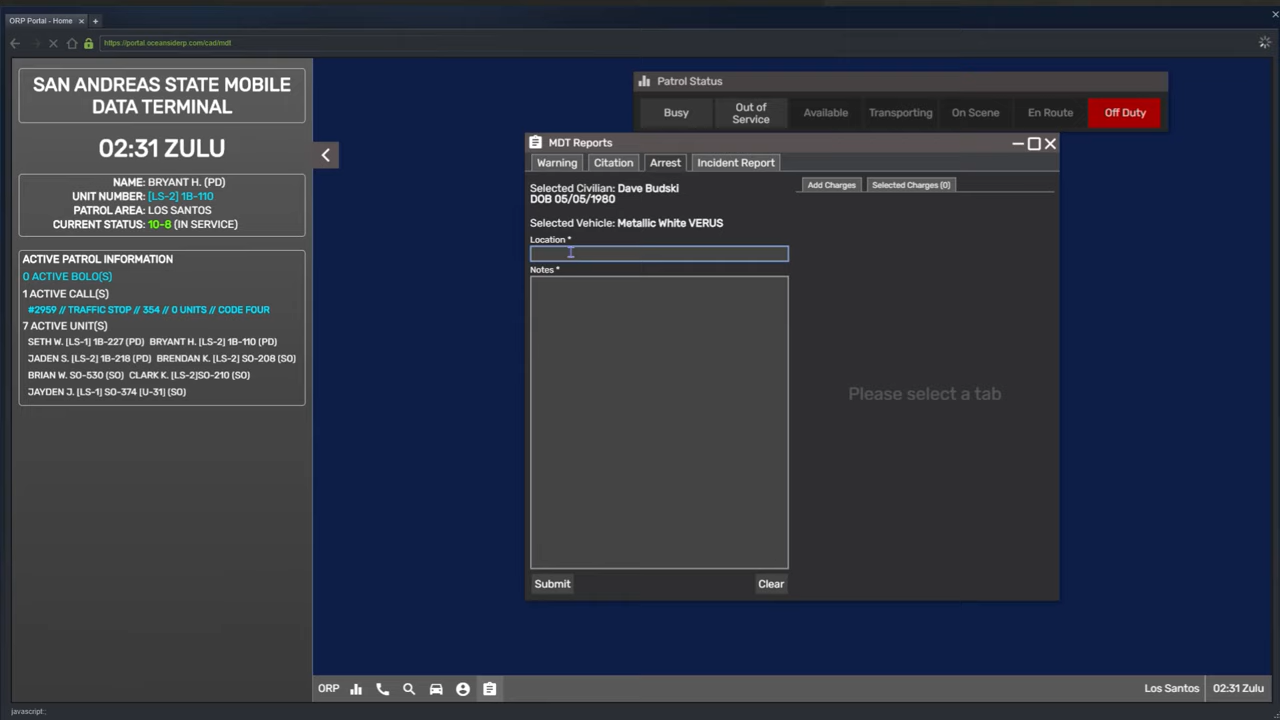 ORP Portal - Home
https://portal.oceansiderp.com/cad/mdt
SAN ANDREAS STATE MOBILE
DATA TERMINAL
02:31 ZULU
NAME: BRYANT H. (PD)
UNIT NUMBER: [LS-2] 1B-110
PATROL AREA: LOS SANTOS
CURRENT STATUS: 10-8 (IN SERVICE)
ACTIVE PATROL INFORMATION
0 ACTIVE BOLO(S)
1 ACTIVE CALL(S)
#2959 // TRAFFIC STOP // 354 // 0 UNITS // CODE FOUR
7 ACTIVE UNIT(S)
SETH W. [LS-1] 1B-227 (PD) BRYANT H. [LS-2] 1B-110 (PD)
JADEN S. [LS-2] 1B-218 (PD) BRENDAN K. [LS-2] SO-208 (SO)
BRIAN W. SO-530 (SO) CLARK K. [LS-2]SO-210 (SO)
JAYDEN J. [LS-1] SO-374 [U-31] (SO)
Patrol Status
Busy Out of Service Available Transporting On Scene En Route Off Duty
MDT Reports
Warning Citation Arrest Incident Report
Selected Civilian: Dave Budski
DOB 05/05/1980
Selected Vehicle: Metallic White VERUS
Location *
Notes *
Submit Clear
Add Charges Selected Charges (0)
Please select a tab
ORP
Los Santos 02:31 Zulu
javascript:;